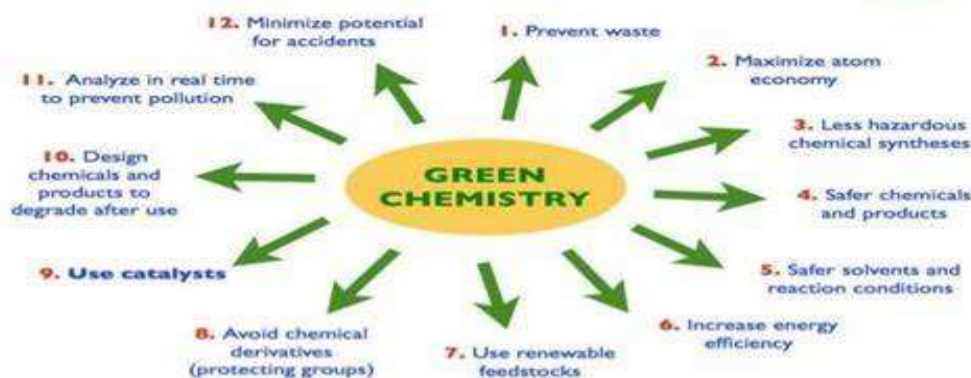 GREEN
CHEMISTRY
1. Prevent waste
2. Maximize atom
economy
3. Less hazardous
chemical syntheses
4. Safer chemicals
and products
5. Safer solvents and
reaction conditions
6. Increase energy
efficiency
7. Use renewable
feedstocks
8. Avoid chemical
derivatives
(protecting groups)
9. Use catalysts
10. Design
chemicals and
products to
degrade after use
11. Analyze in real time
to prevent pollution
12. Minimize potential
for accidents